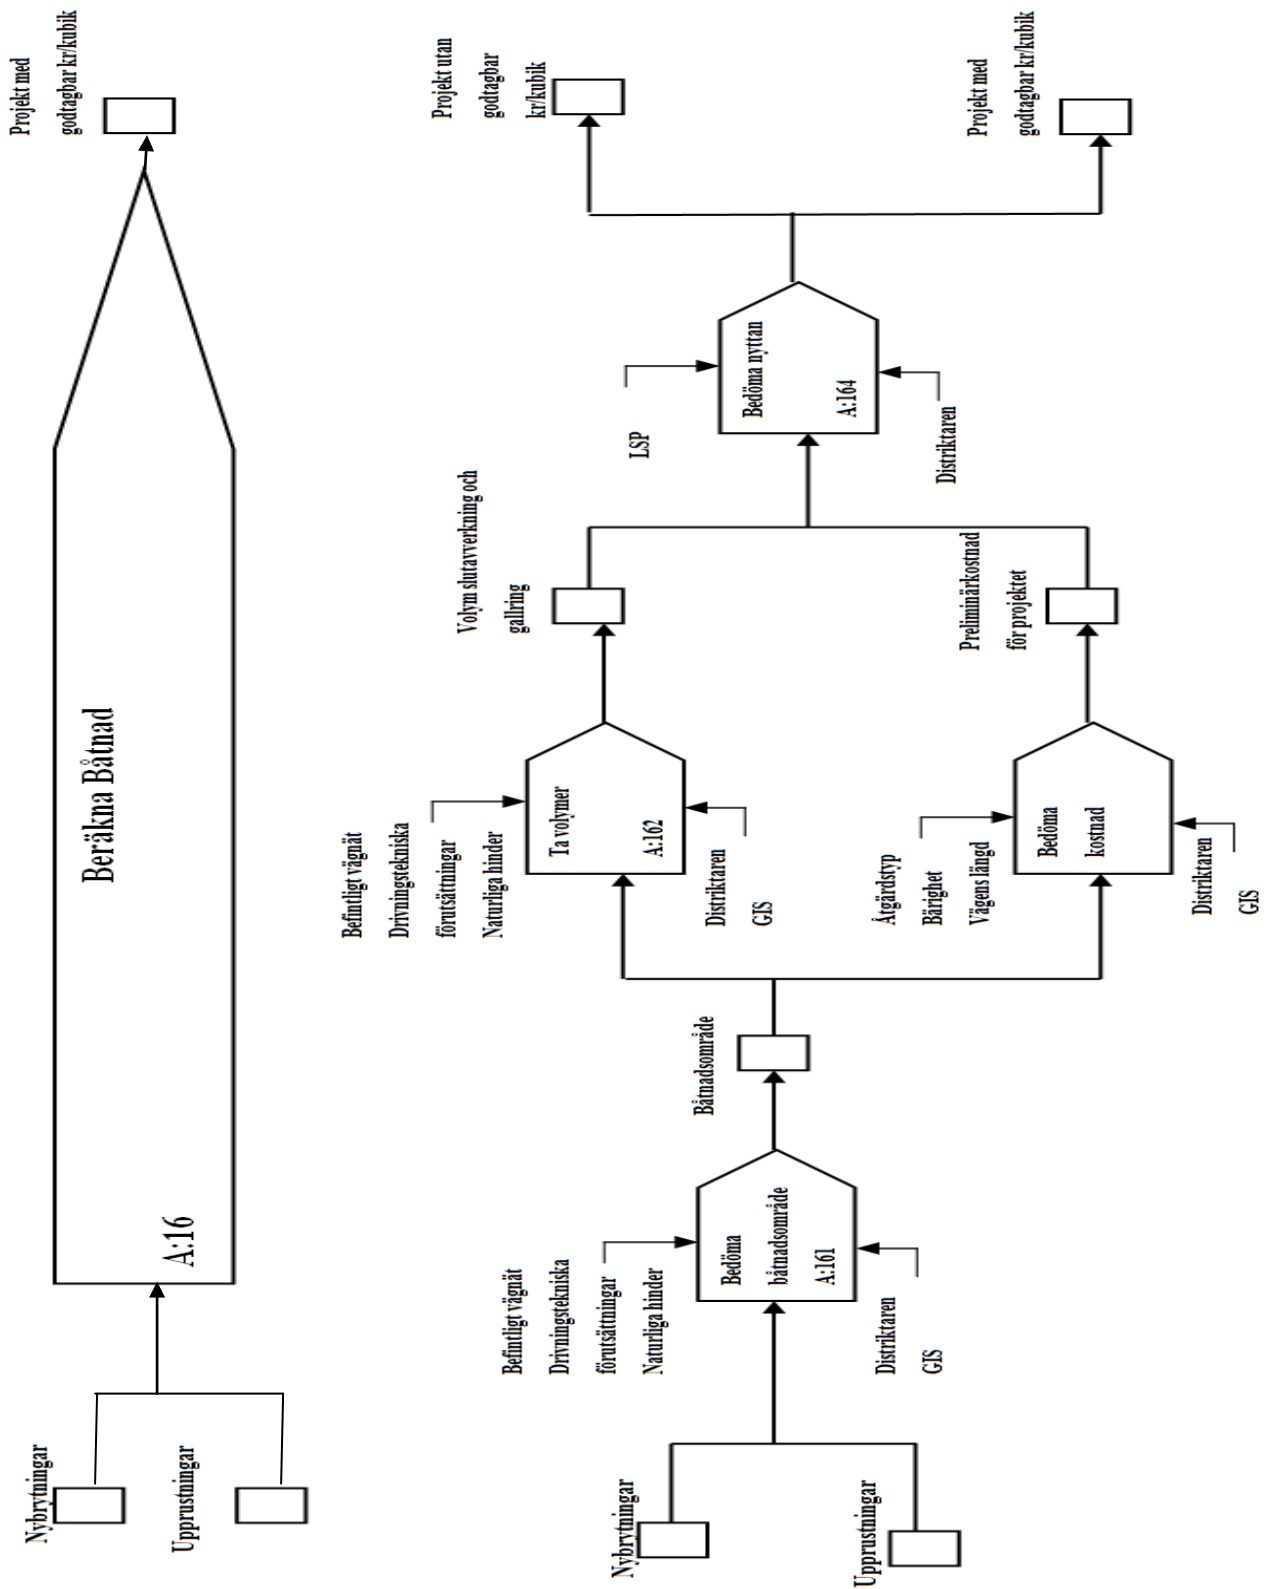 Nybrytningar
Upprustningar
A:16
Beräkna Båtnad
Projekt med
godtagbar kr/kubik
Nybrytningar
Upprustningar
Befintligt vägnät
Drivningstekniska
förutsättningar
Naturliga hinder
Bedöma
båtnadsområde
A:161
Distriktaren
GIS
Båtnadsområde
Befintligt vägnät
Drivningstekniska
förutsättningar
Naturliga hinder
Ta volymer
A:162
Distriktaren
GIS
Volym slutavverkning och
gallring
Åtgärdstyp
Bärighet
Vägens längd
Bedöma
kostnad
Distriktaren
GIS
Preliminärkostnad
för projektet
LSP
Bedöma nyttan
A:164
Distriktaren
Projekt utan
godtagbar
kr/kubik
Projekt med
godtagbar kr/kubik